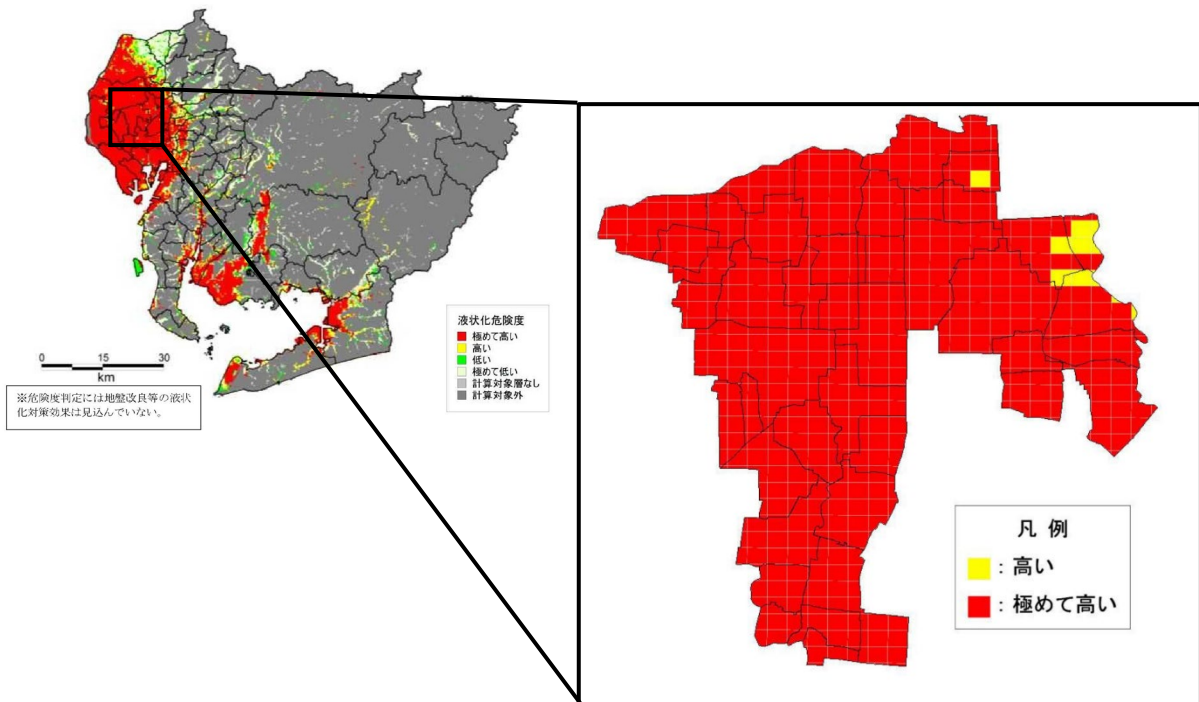 液状化危険度
極めて高い
高い
低い
極めて低い
計算対象層なし
計算対象外
0 15 30
km
※危険度判定には地盤改良等の液状
化対策効果は見込んでいない。
凡 例
：高い
：極めて高い